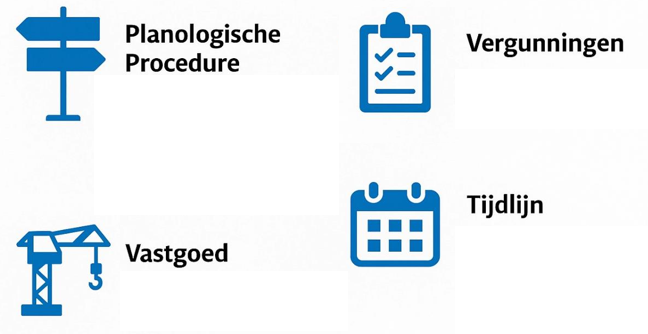 Planologische
Procedure
Vergunningen
Vastgoed
Tijdlijn